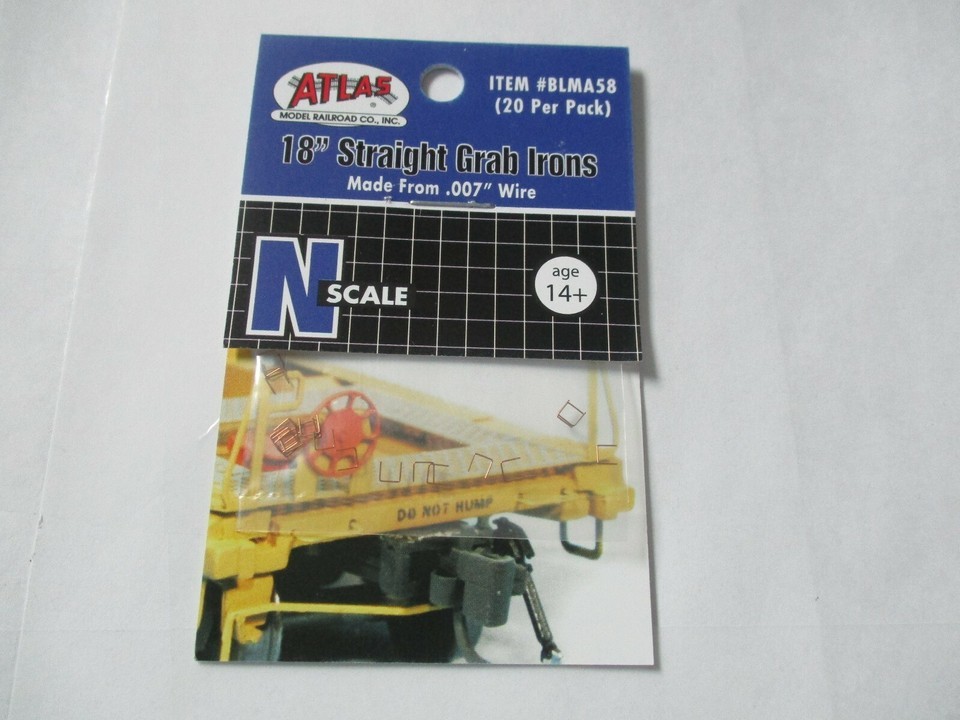 ATLAS
®
MODEL RAILROAD CO., INC.
ITEM #BLMA58
(20 Per Pack)
18” Straight Grab Irons
Made From .007” Wire
N
SCALE
age
14+
DO NOT HUMP